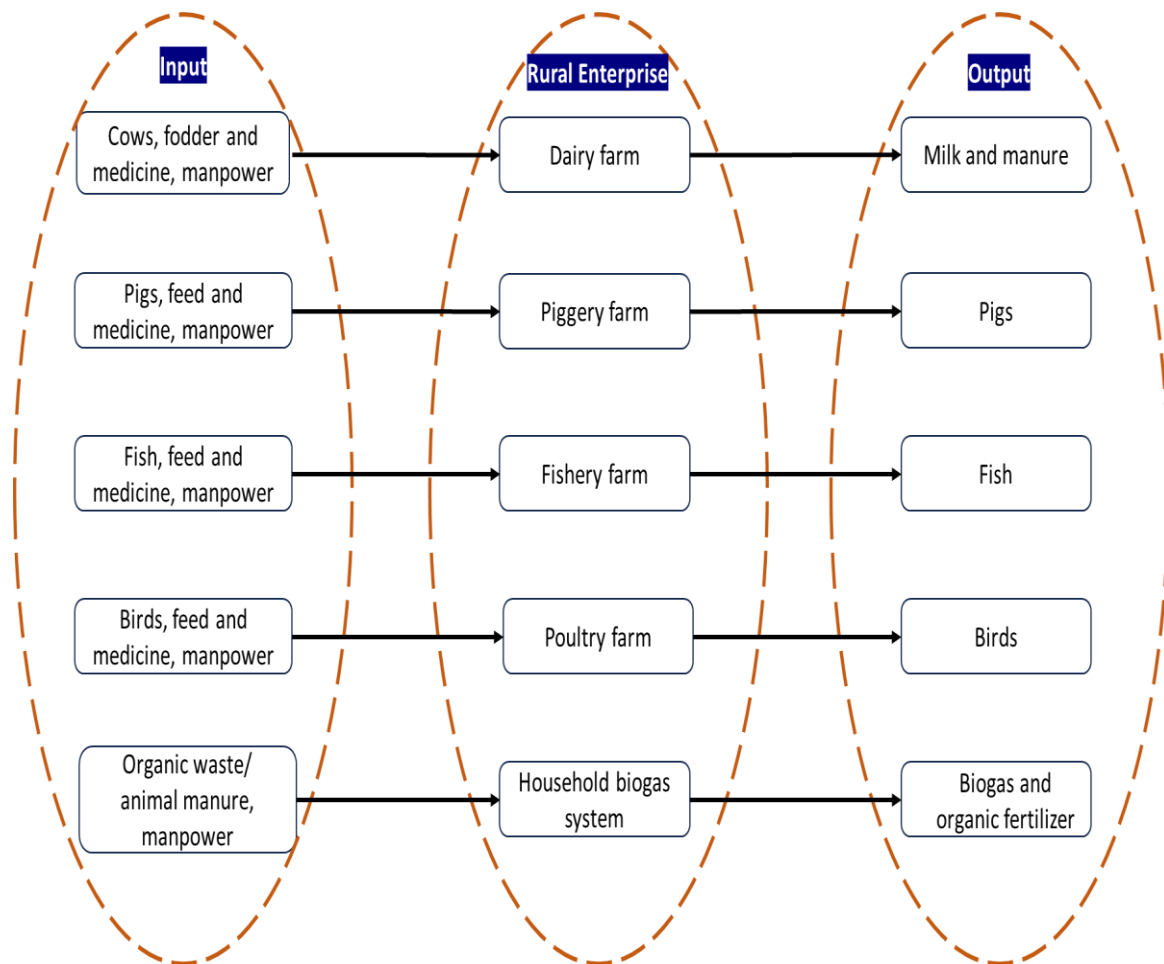 Input
Rural Enterprise
Output
Cows, fodder and
medicine, manpower
Dairy farm
Milk and manure
Pigs, feed and
medicine, manpower
Piggery farm
Pigs
Fish, feed and
medicine, manpower
Fishery farm
Fish
Birds, feed and
medicine, manpower
Poultry farm
Birds
Organic waste/
animal manure,
manpower
Household biogas
system
Biogas and
organic fertilizer